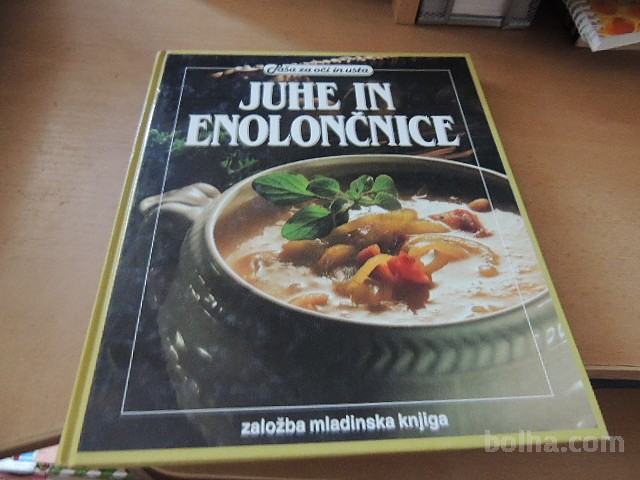 Paša za oči in usta
JUHE IN
ENOLONČNICE
založba mladinska knjiga
bolha.com